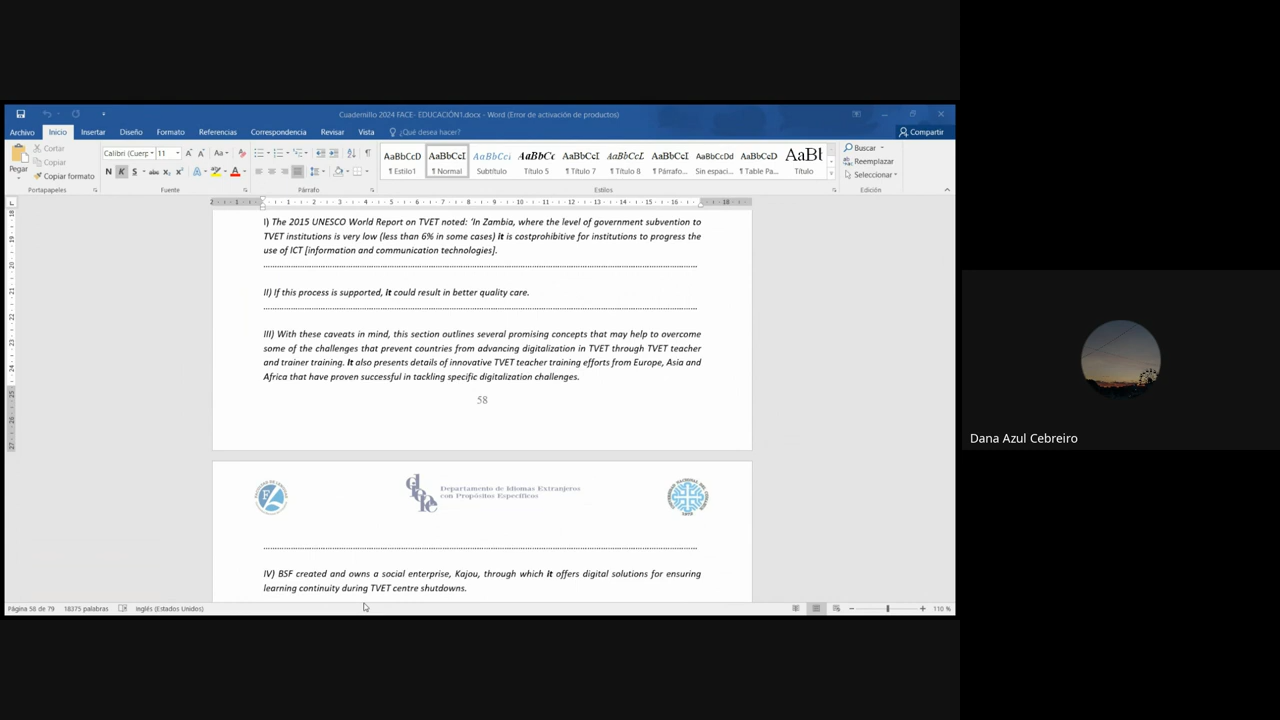 Cuadernillo 2024 FACE- EDUCACIÓN1.docx - Word (Error de activación de productos)
Archivo Inicio Insertar Diseño Formato Referencias Correspondencia Revisar Vista ¿Qué desea hacer? Compartir
Pegar
Cortar
Copiar
Copiar formato
Portapapeles
Calibri (Cuerp 11
Aa
N K S abc x₂ x²
Fuente
Párrafo
AaBbCcD AaBbCcI AaBbCci AaBbCc AaBbCcI AaBbCcL AaBbCcI AaBbCcDd AaBbCcD AaBt
¶ Estilo1 ¶ Normal Subtítulo Título 5 ¶ Título 7 ¶ Título 8 ¶ Párrafo... ¶ Sin espaci... ¶ Table Pa... Título
Estilos
Buscar
Reemplazar
Seleccionar
Edición
I) The 2015 UNESCO World Report on TVET noted: 'In Zambia, where the level of government subvention to
TVET institutions is very low (less than 6% in some cases) it is costprohibitive for institutions to progress the
use of ICT [information and communication technologies].
II) If this process is supported, it could result in better quality care.
III) With these caveats in mind, this section outlines several promising concepts that may help to overcome
some of the challenges that prevent countries from advancing digitalization in TVET through TVET teacher
and trainer training. It also presents details of innovative TVET teacher training efforts from Europe, Asia and
Africa that have proven successful in tackling specific digitalization challenges.
58
Departamento de Idiomas Extranjeros
con Propósitos Específicos
IV) BSF created and owns a social enterprise, Kajou, through which it offers digital solutions for ensuring
learning continuity during TVET centre shutdowns.
Página 58 de 79 18375 palabras Inglés (Estados Unidos) 110 %
Dana Azul Cebreiro